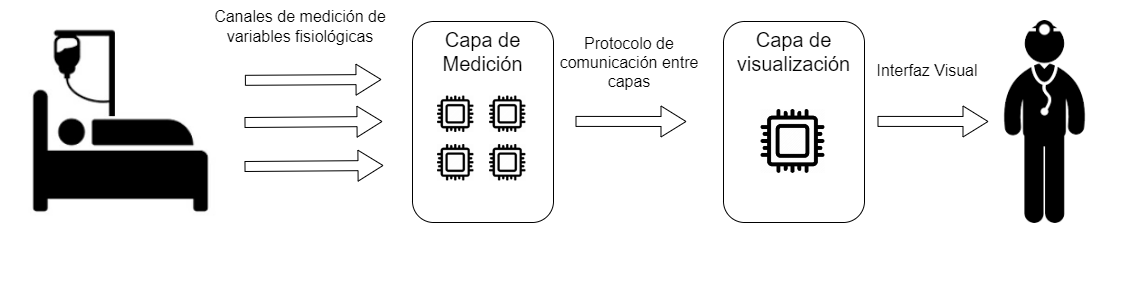 Canales de medición de
variables fisiológicas
Capa de
Medición
Protocolo de
comunicación entre
capas
Capa de
visualización
Interfaz Visual